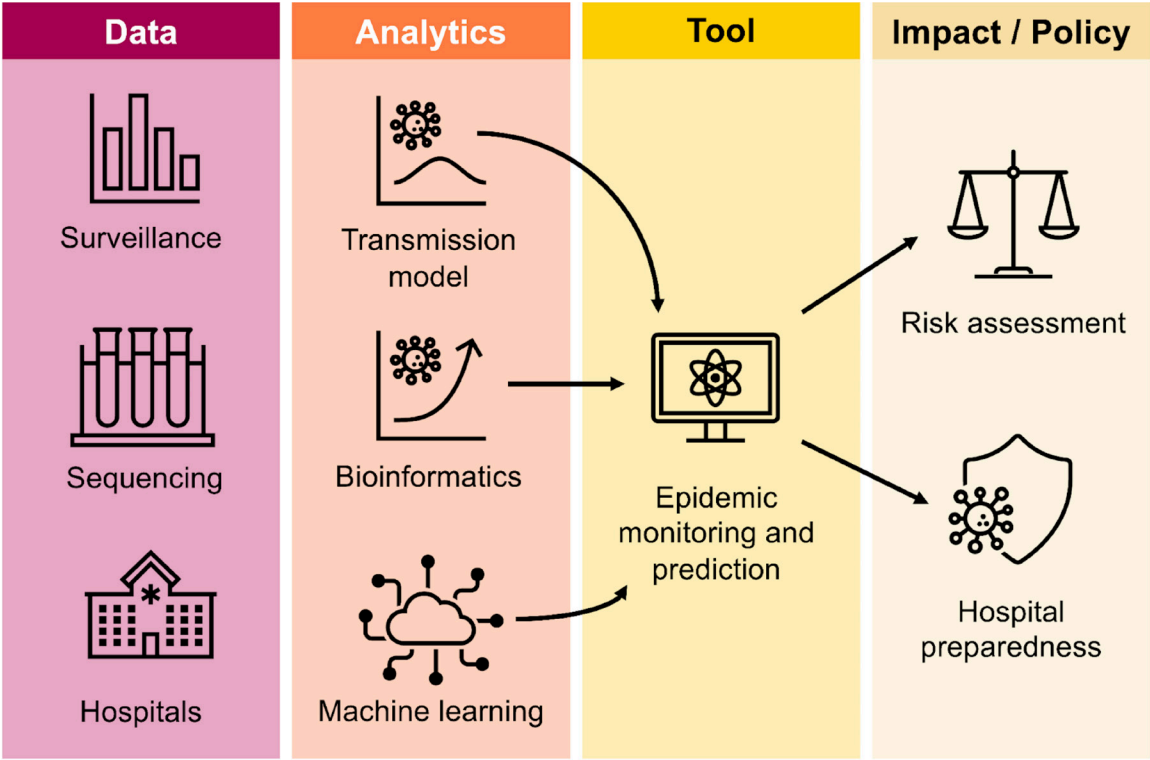 Data
Surveillance
Sequencing
Hospitals
Analytics
Transmission
model
Bioinformatics
Machine learning
Tool
Epidemic
monitoring and
prediction
Impact / Policy
Risk assessment
Hospital
preparedness